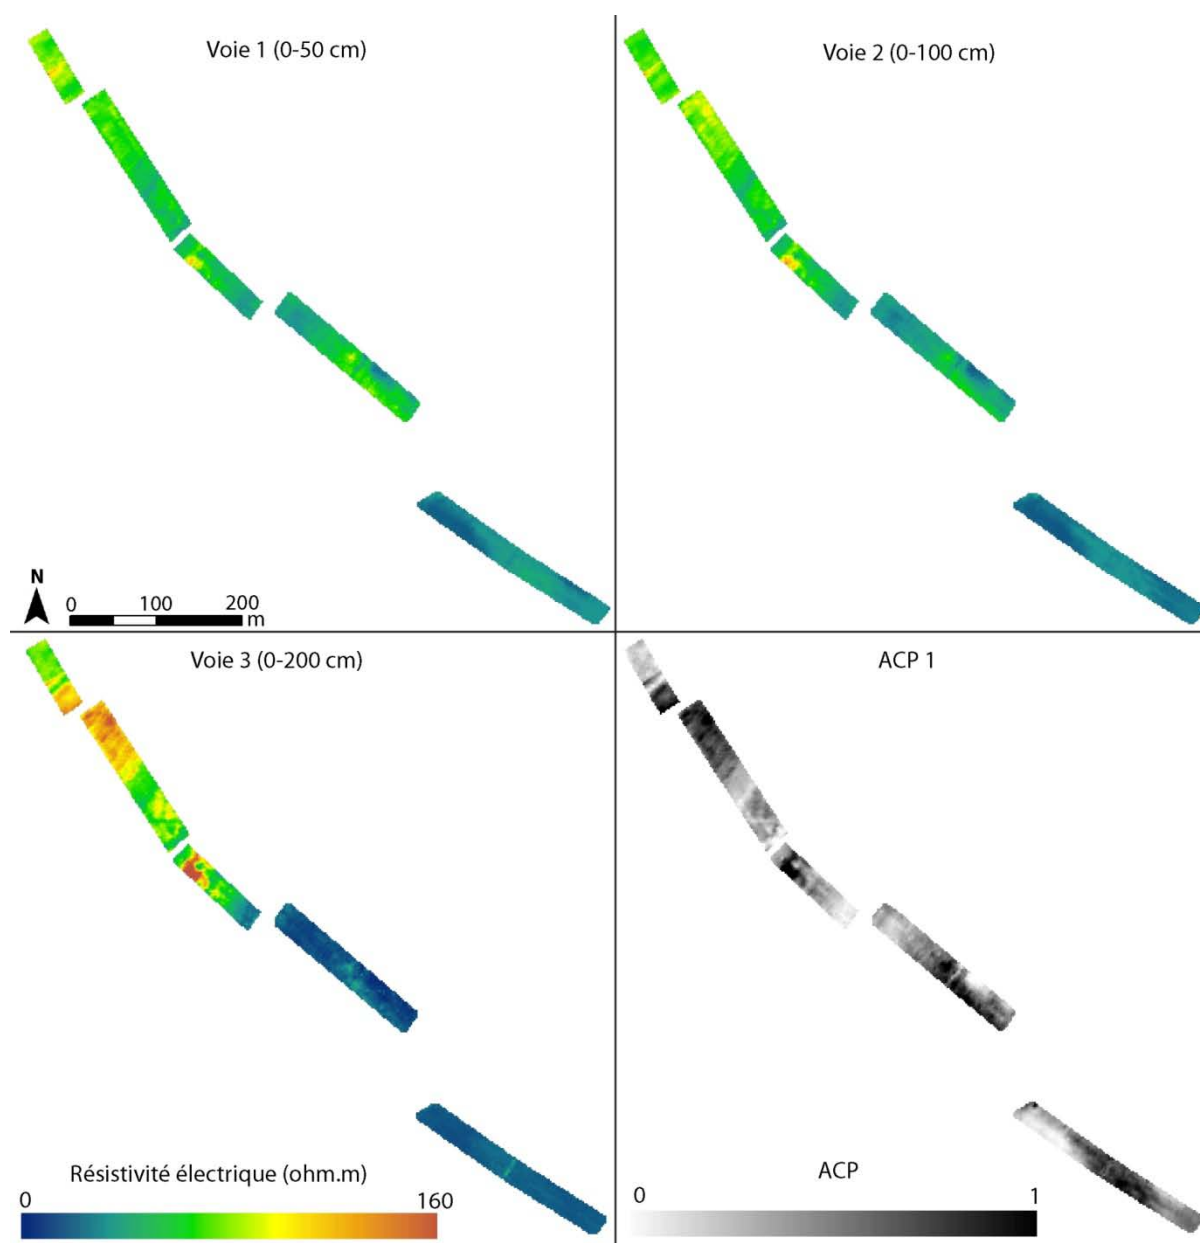 Voie 1 (0-50 cm)
Voie 2 (0-100 cm)
N
0 100 200
m
Voie 3 (0-200 cm)
ACP 1
Résistivité électrique (ohm.m)
0 160
ACP
0 1